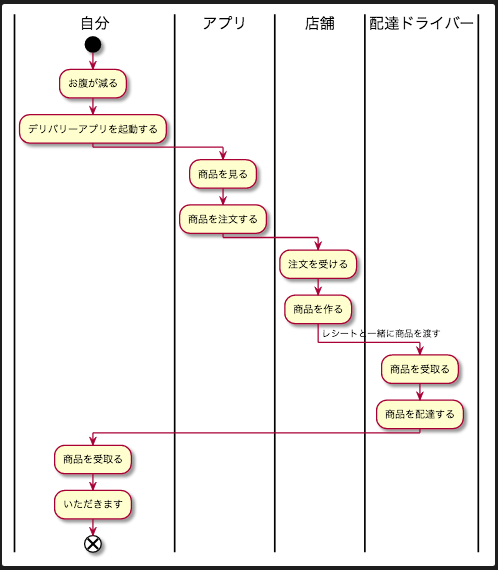 自分
アプリ
店舗
配達ドライバー
お腹が減る
デリバリーアプリを起動する
商品を見る
商品を注文する
注文を受ける
商品を作る
レシートと一緒に商品を渡す
商品を受取る
商品を配達する
商品を受取る
いただきます